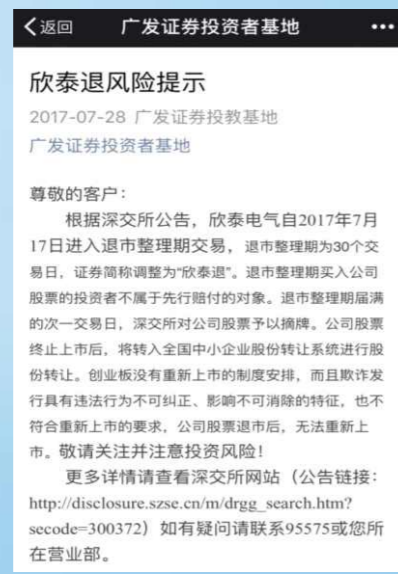 返回 广发证券投资者基地 •••
欣泰退风险提示
2017-07-28 广发证券投教基地
广发证券投资者基地
尊敬的客户：
根据深交所公告，欣泰电气自2017年7月
17日进入退市整理期交易，退市整理期为30个交
易日，证券简称调整为“欣泰退”。退市整理期买入公司
股票的投资者不属于先行赔付的对象。退市整理期届满
的次一交易日，深交所对公司股票予以摘牌。公司股票
终止上市后，将转入全国中小企业股份转让系统进行股
份转让。创业板没有重新上市的制度安排，而且欺诈发
行具有违法行为不可纠正、影响不可消除的特征，也不
符合重新上市的要求，公司股票退市后，无法重新上
市。敬请关注并注意投资风险！
更多详情请查看深交所网站（公告链接：
http://disclosure.szse.cn/m/drgg_search.htm?
secode=300372）如有疑问请联系95575或您所
在营业部。